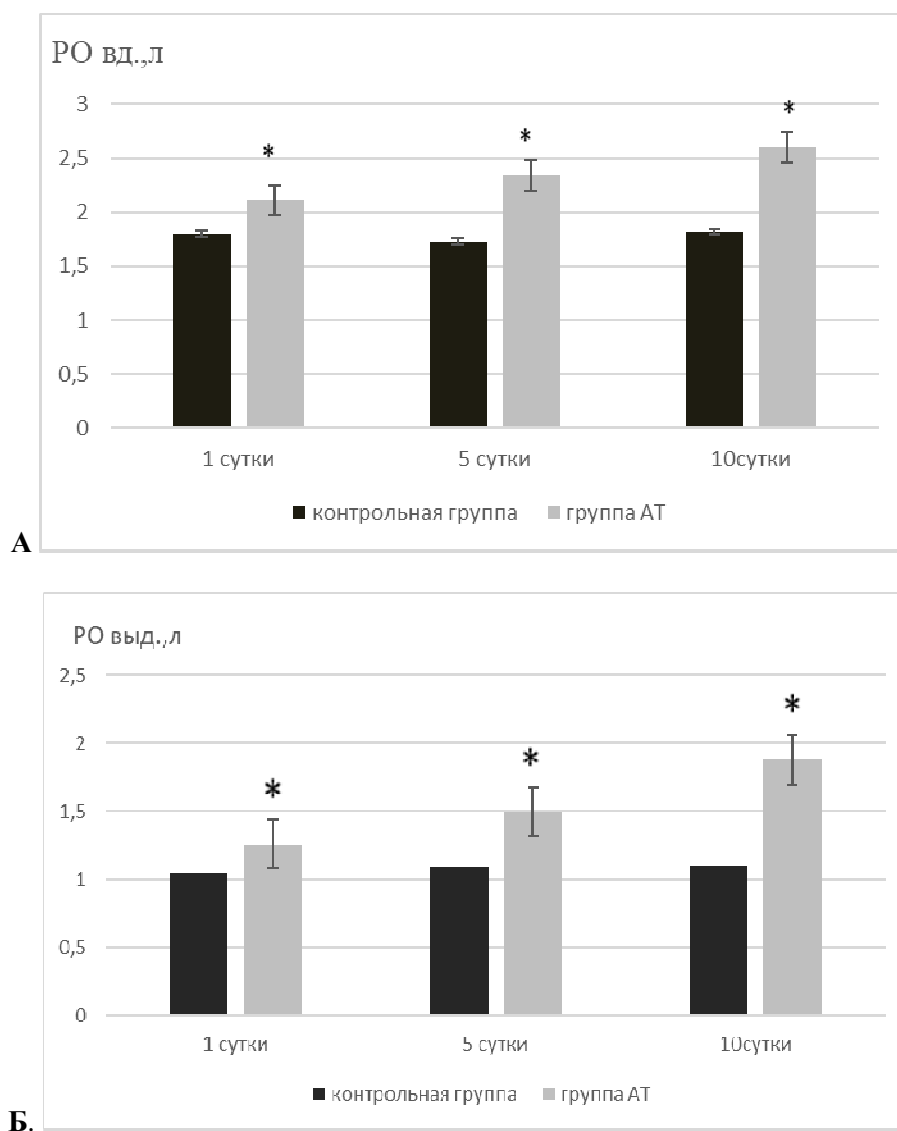 РО вд.,л
*
*
*
3
2,5
2
1,5
1
0,5
0
1 сутки 5 сутки 10сутки
контрольная группа группа АТ
А
РО выд.,л
2,5
*
2
*
*
1,5
1
0,5
0
1 сутки 5 сутки 10сутки
контрольная группа группа АТ
Б.